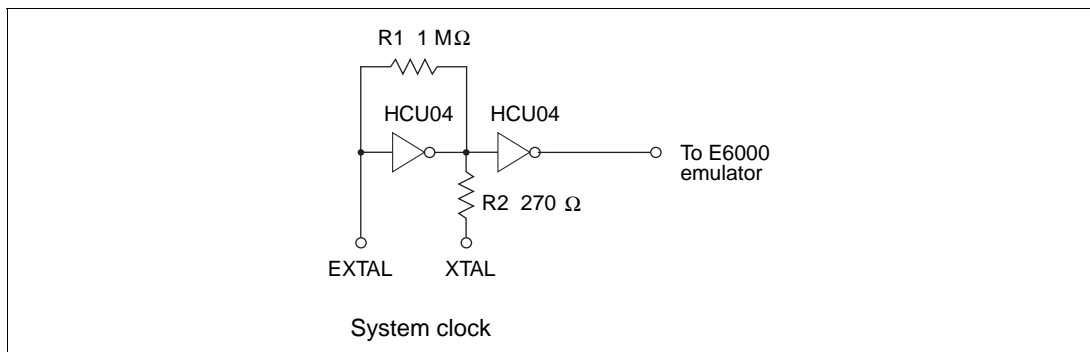 R1 1 MΩ
HCU04 HCU04
To E6000
emulator
R2 270 Ω
EXTAL XTAL
System clock